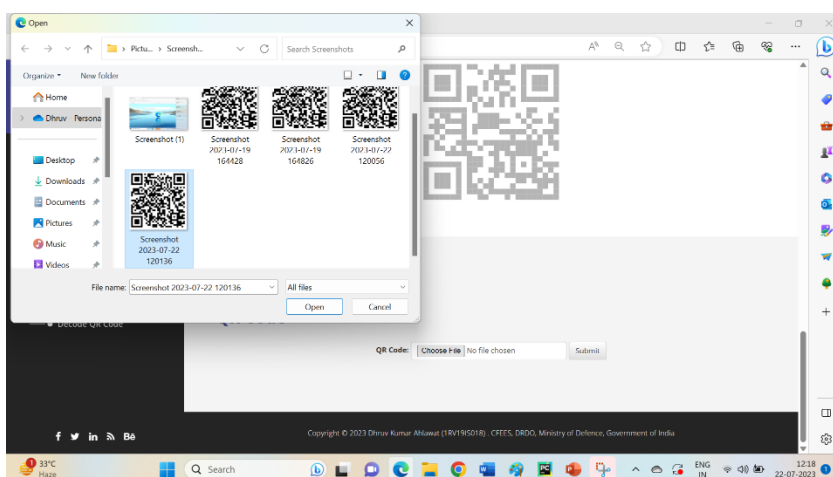 Open
Pictu... › Screensh...
Search Screenshots
Organize
New folder
Home
Dhruv Persona
Desktop
Downloads
Documents
Pictures
Music
Videos
Screenshot (1)
Screenshot
2023-07-19
164428
Screenshot
2023-07-19
164826
Screenshot
2023-07-22
120056
Screenshot
2023-07-22
120136
File name: Screenshot 2023-07-22 120136
All files
Open
Cancel
Decode QR Code
QR Code: Choose File No file chosen Submit
Copyright © 2023 Dhruv Kumar Ahlawat (1RV19IS018) . CFEES, DRDO, Ministry of Defence, Government of India
33°C
Haze
Search
ENG
IN
12:18
22-07-2023